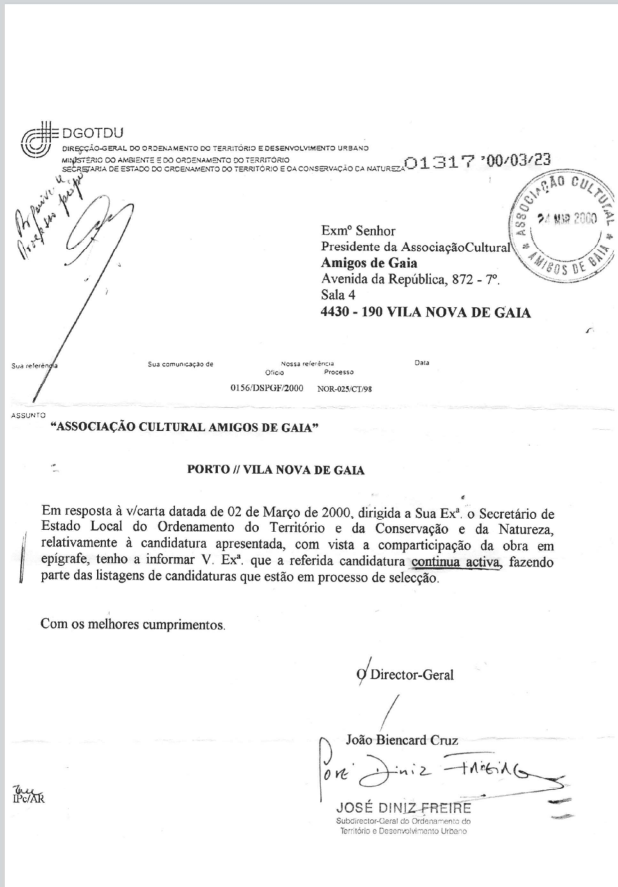 DGOTDU
DIRECÇÃO-GERAL DO ORDENAMENTO DO TERRITÓRIO E DESENVOLVIMENTO URBANO
MINISTÉRIO DO AMBIENTE E DO ORDENAMENTO DO TERRITÓRIO
SECRETARIA DE ESTADO DO ORDENAMENTO DO TERRITÓRIO E DA CONSERVAÇÃO DA NATUREZA
01317 '00/03/23
ASSOCIAÇÃO CULTURAL
24 MAR 2000
* AMIGOS DE GAIA *
Exmº Senhor
Presidente da AssociaçãoCultural
Amigos de Gaia
Avenida da República, 872 - 7º.
Sala 4
4430 - 190 VILA NOVA DE GAIA
Sua referência Sua comunicação de Nossa referência Data
Ofício Processo
0156/DSPGF/2000 NOR-025/CT/98
ASSUNTO
"ASSOCIAÇÃO CULTURAL AMIGOS DE GAIA"
PORTO // VILA NOVA DE GAIA
Em resposta à v/carta datada de 02 de Março de 2000, dirigida a Sua Exª. o Secretário de
Estado Local do Ordenamento do Território e da Conservação e da Natureza,
relativamente à candidatura apresentada, com vista a comparticipação da obra em
epígrafe, tenho a informar V. Exª. que a referida candidatura continua activa, fazendo
parte das listagens de candidaturas que estão em processo de selecção.
Com os melhores cumprimentos.
O Director-Geral
João Biencard Cruz
José Diniz Freire
JOSÉ DINIZ FREIRE
Subdirector-Geral do Ordenamento do
Território e Desenvolvimento Urbano
IPc/AR